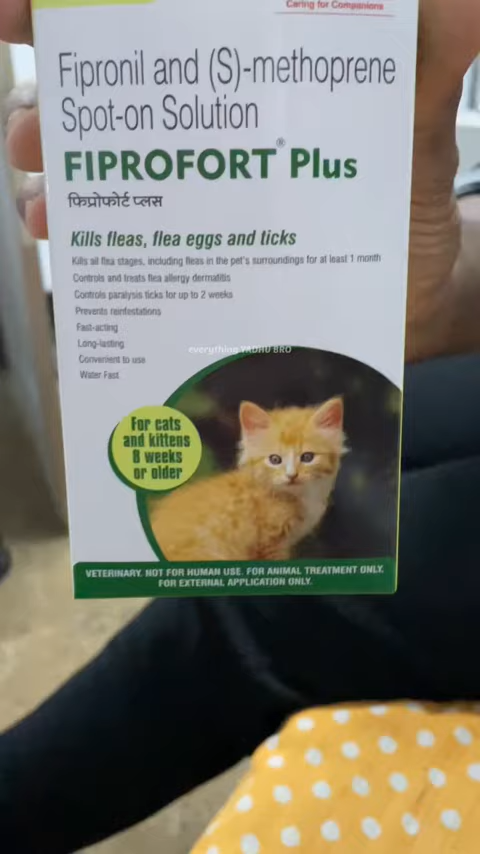 Caring for Companions
Fipronil and (S)-methoprene
Spot-on Solution
FIPROFORT® Plus
फिप्रोफोर्ट प्लस
Kills fleas, flea eggs and ticks
Kills all flea stages, including fleas in the pet's surroundings for at least 1 month
Controls and treats flea allergy dermatitis
Controls paralysis ticks for up to 2 weeks
Prevents reinfestations
Fast-acting
Long-lasting
Convenient to use
Water Fast
everything YADHU BRO
For cats
and kittens
8 weeks
or older
VETERINARY. NOT FOR HUMAN USE. FOR ANIMAL TREATMENT ONLY.
FOR EXTERNAL APPLICATION ONLY.